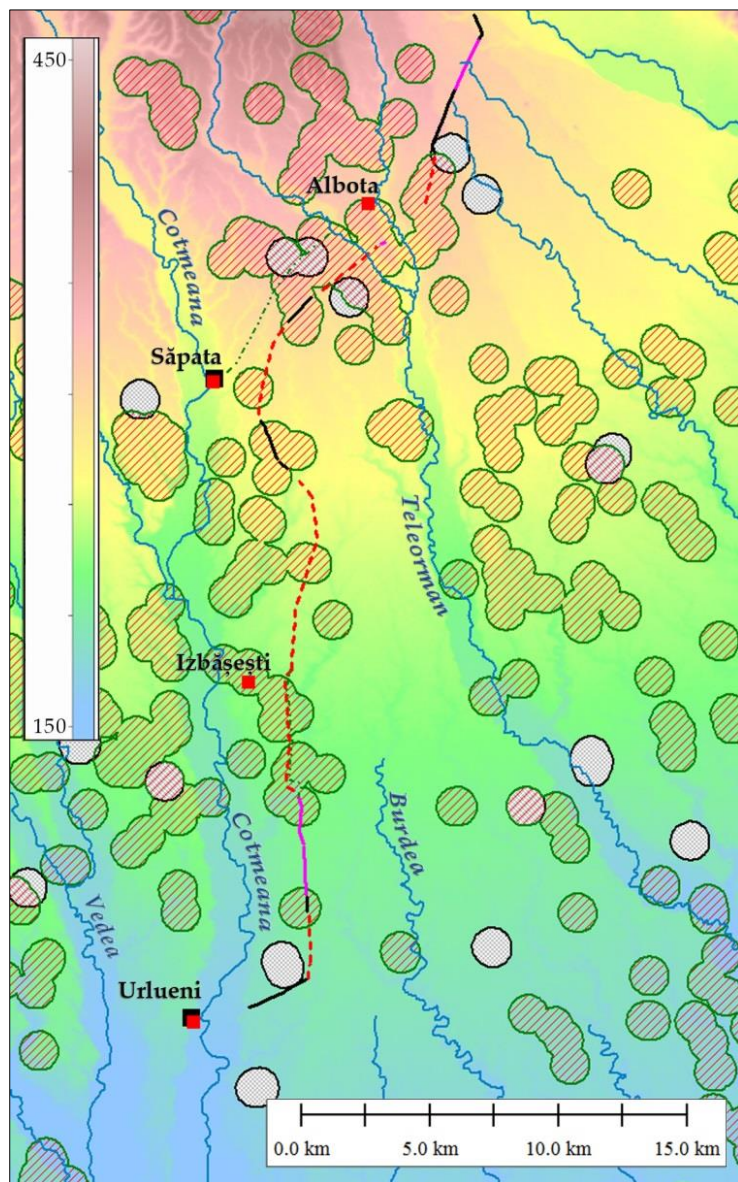 450
Albota
Cotmeana
Săpata
Teleorman
Izbășești
150
Burdea
Cotmeana
Vedea
Urlueni
0.0 km 5.0 km 10.0 km 15.0 km